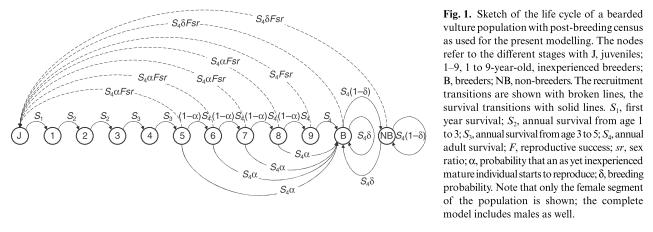 S₄δFsr
S₄δFsr
S₄αFsr
S₄αFsr
S₄Fsr
S₄αFsr
S₄αFsr
S₄(1−δ)
S₁ S₂ S₂ S₃ S₃ (1−α)S₄ (1−α)S₄ (1−α)S₄ (1−α)S₄
J 1 2 3 4 5 6 7 8 9 B S₄δ NB S₄(1−δ)
S₄α
S₄α
S₄α
S₄δ
S₄α
Fig. 1. Sketch of the life cycle of a bearded
vulture population with post-breeding census
as used for the present modelling. The nodes
refer to the different stages with J, juveniles;
1–9, 1 to 9-year-old, inexperienced breeders;
B, breeders; NB, non-breeders. The recruitment
transitions are shown with broken lines, the
survival transitions with solid lines. S₁, first
year survival; S₂, annual survival from age 1
to 3; S₃, annual survival from age 3 to 5; S₄, annual
adult survival; F, reproductive success; sr, sex
ratio; α, probability that an as yet inexperienced
mature individual starts to reproduce; δ, breeding
probability. Note that only the female segment
of the population is shown; the complete
model includes males as well.